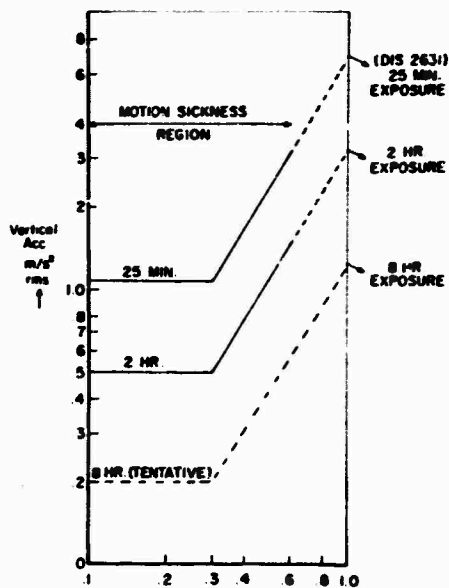 8
6
4
3
2
1.0
.8
.7
.6
.5
.4
.3
.2
0
Vertical
Acc
m/s²
rms
MOTION SICKNESS
REGION
25 MIN.
2 HR.
8 HR.(TENTATIVE)
(DIS 2631)
25 MIN.
EXPOSURE
2 HR
EXPOSURE
8 HR
EXPOSURE
.1 .2 .3 .4 .6 .8 1.0